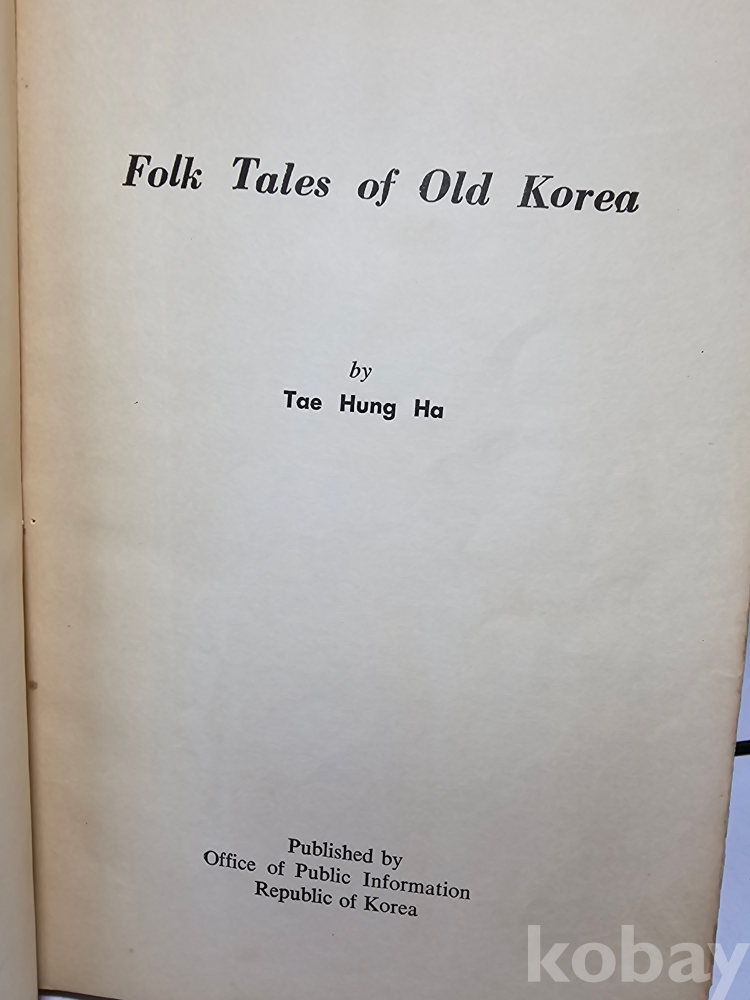 Folk Tales of Old Korea
by
Tae Hung Ha
Published by
Office of Public Information
Republic of Korea
kobay